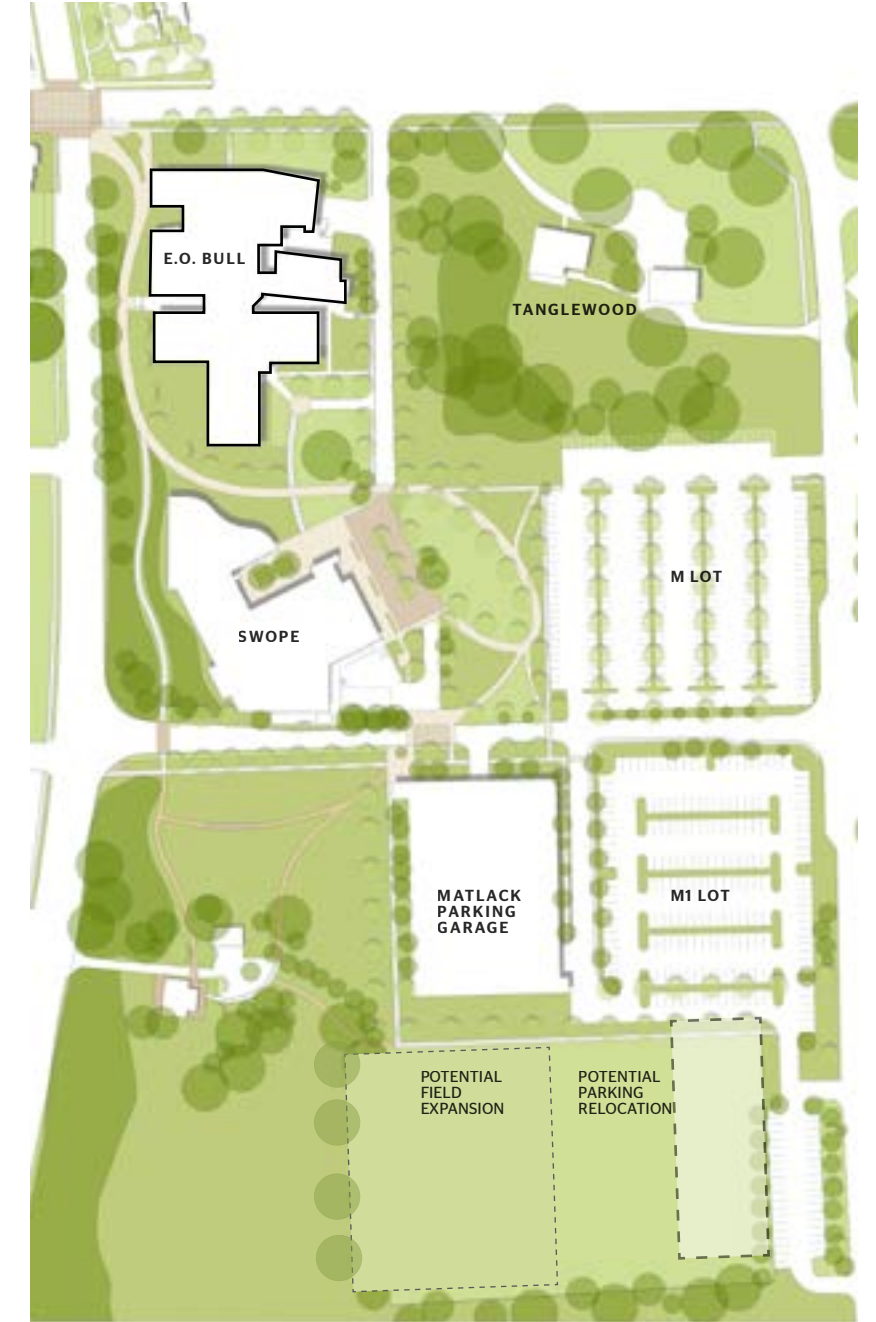 E.O. BULL
TANGLEWOOD
M LOT
SWOPE
MATLACK
PARKING
GARAGE
M1 LOT
POTENTIAL
FIELD
EXPANSION
POTENTIAL
PARKING
RELOCATION